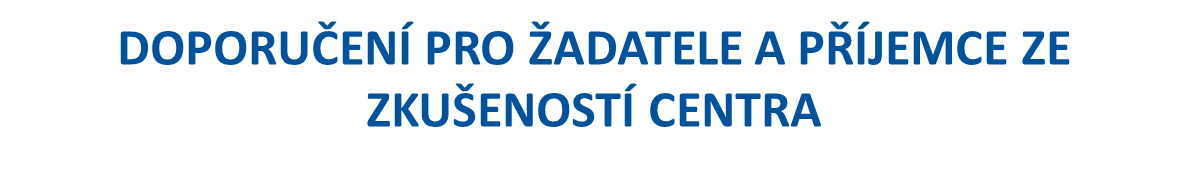 DOPORUČENÍ PRO ŽADATELE A PŘÍJEMCE ZE
ZKUŠENOSTÍ CENTRA